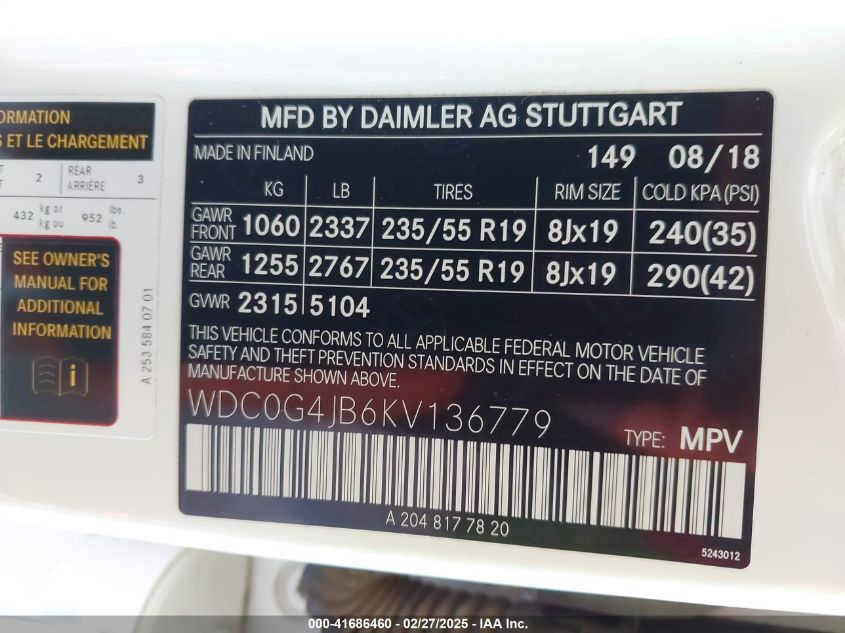 ORMATION
S ET LE CHARGEMENT
T 2 REAR 3
T ARRIÈRE
432 kg or 952 lbs.
kg ou lb.
SEE OWNER'S
MANUAL FOR
ADDITIONAL
INFORMATION
i
A 253 584 07 01
MFD BY DAIMLER AG STUTTGART
MADE IN FINLAND 149 08/18
KG LB TIRES RIM SIZE COLD KPA (PSI)
GAWR FRONT 1060 2337 235/55 R19 8Jx19 240(35)
GAWR REAR 1255 2767 235/55 R19 8Jx19 290(42)
GVWR 2315 5104
THIS VEHICLE CONFORMS TO ALL APPLICABLE FEDERAL MOTOR VEHICLE
SAFETY AND THEFT PREVENTION STANDARDS IN EFFECT ON THE DATE OF
MANUFACTURE SHOWN ABOVE.
WDC0G4JB6KV136779
TYPE: MPV
A 204 817 78 20
5243012
000-41686460 - 02/27/2025 - IAA Inc.